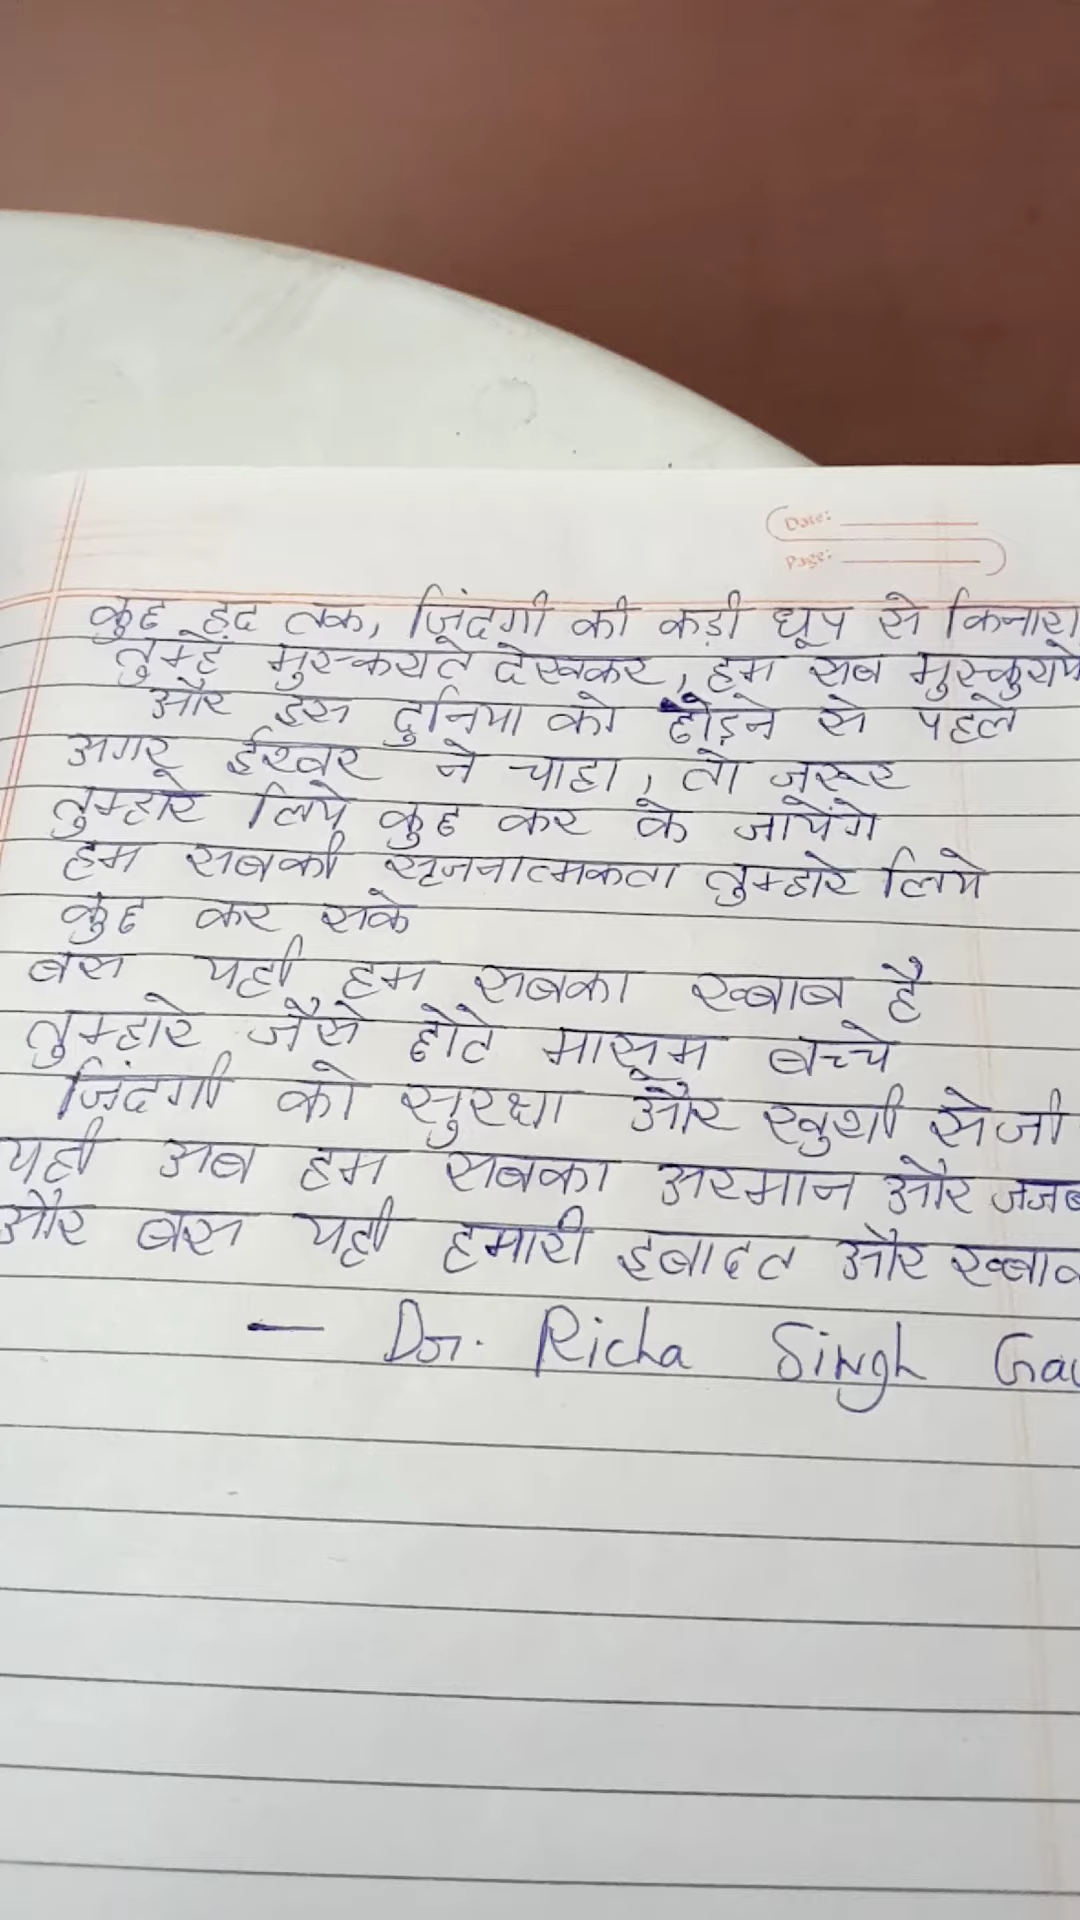 Date:
Page:
कुछ हद तक, ज़िंदगी की कड़ी धूप से किनारा
तुम्हें मुस्कराते देखकर, हम सब मुस्कुराये
और इस दुनिया को छोड़ने से पहले
अगर ईश्वर ने चाहा, तो जरूर
तुम्हारे लिये कुछ कर के जायेंगे
हम सबकी सृजनात्मकता तुम्हारे लिये
कुछ कर सके
बस यही हम सबका ख्वाब है
तुम्हारे जैसे छोटे मासूम बच्चे
ज़िंदगी को सुरक्षा और खुशी से जी
यही अब हम सबका अरमान और
और बस यही हमारी इबादत और
— Dr. Richa Singh